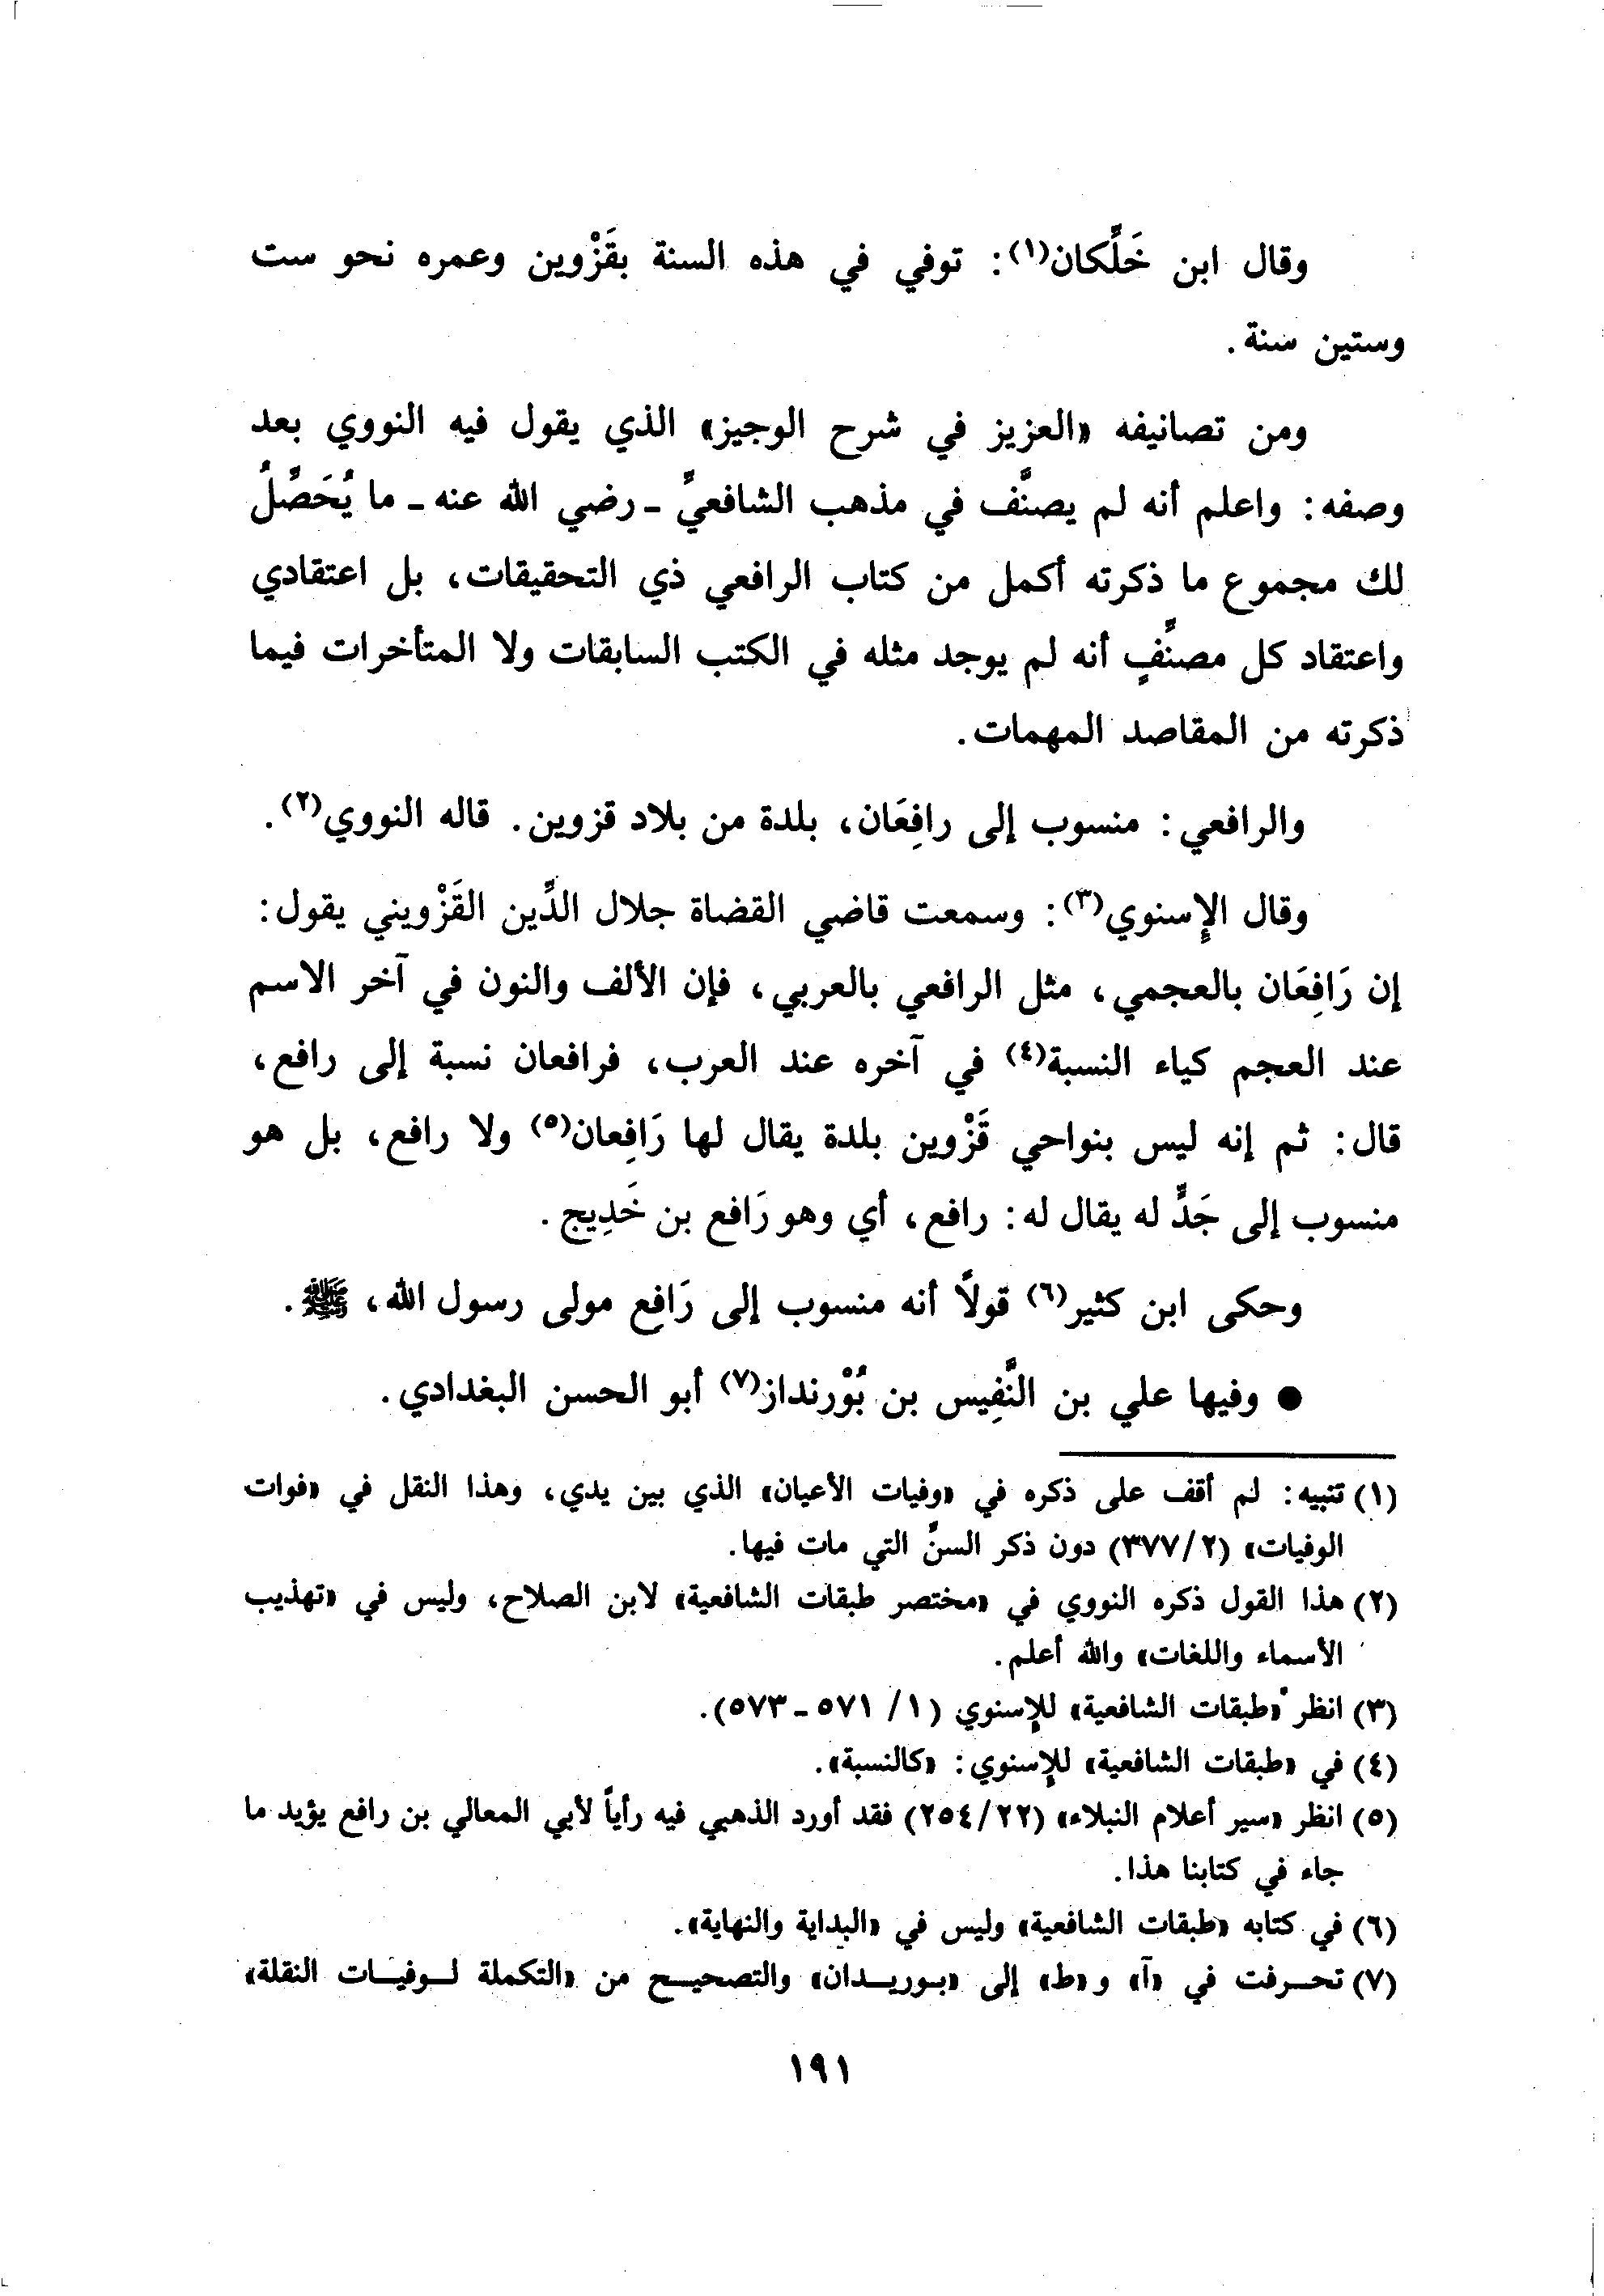 وقال ابن خَلِّكان(١): توفي في هذه السنة بقَزْوين وعمره نحو ست
وستين سنة.
ومن تصانيفه «العزيز في شرح الوجيز» الذي يقول فيه النووي بعد
وصفه: واعلم أنه لم يصنَّف في مذهب الشافعيِّ ـ رضي الله عنه ـ ما يُحَصِّلُ
لك مجموع ما ذكرته أكمل من كتاب الرافعي ذي التحقيقات، بل اعتقادي
واعتقاد كل مصنِّفٍ أنه لم يوجد مثله في الكتب السابقات ولا المتأخرات فيما
ذكرته من المقاصد المهمات.
والرافعي: منسوب إلى رافِعَان، بلدة من بلاد قزوين. قاله النووي(٢).
وقال الإِسنوي(٣): وسمعت قاضي القضاة جلال الدِّين القَزْويني يقول:
إن رَافِعَان بالعجمي، مثل الرافعي بالعربي، فإن الألف والنون في آخر الاسم
عند العجم كياء النسبة(٤) في آخره عند العرب، فرافعان نسبة إلى رافع،
قال: ثم إنه ليس بنواحي قَزْوين بلدة يقال لها رَافِعان(٥) ولا رافع، بل هو
منسوب إلى جَدٍّ له يقال له: رافع، أي وهو رَافع بن خَدِيج.
وحكى ابن كثير(٦) قولاً أنه منسوب إلى رَافع مولى رسول الله، ﷺ.
● وفيها علي بن النَّفِيس بن بُوْرنداز(٧) أبو الحسن البغدادي.
(١) تنبيه: لم أقف على ذكره في «وفيات الأعيان» الذي بين يدي، وهذا النقل في «فوات
الوفيات» (٣٧٧/٢) دون ذكر السنِّ التي مات فيها.
(٢) هذا القول ذكره النووي في «مختصر طبقات الشافعية» لابن الصلاح، وليس في «تهذيب
الأسماء واللغات» والله أعلم.
(٣) انظر «طبقات الشافعية» للإِسنوي (١/ ٥٧١ ـ ٥٧٣).
(٤) في «طبقات الشافعية» للإِسنوي: «كالنسبة».
(٥) انظر «سير أعلام النبلاء» (٢٥٤/٢٢) فقد أورد الذهبي فيه رأياً لأبي المعالي بن رافع يؤيد ما
جاء في كتابنا هذا.
(٦) في كتابه «طبقات الشافعية» وليس في «البداية والنهاية».
(٧) تحرفت في «آ» و «ط» إلى «بوريدان» والتصحيح من «التكملة لوفيات النقلة»
١٩١